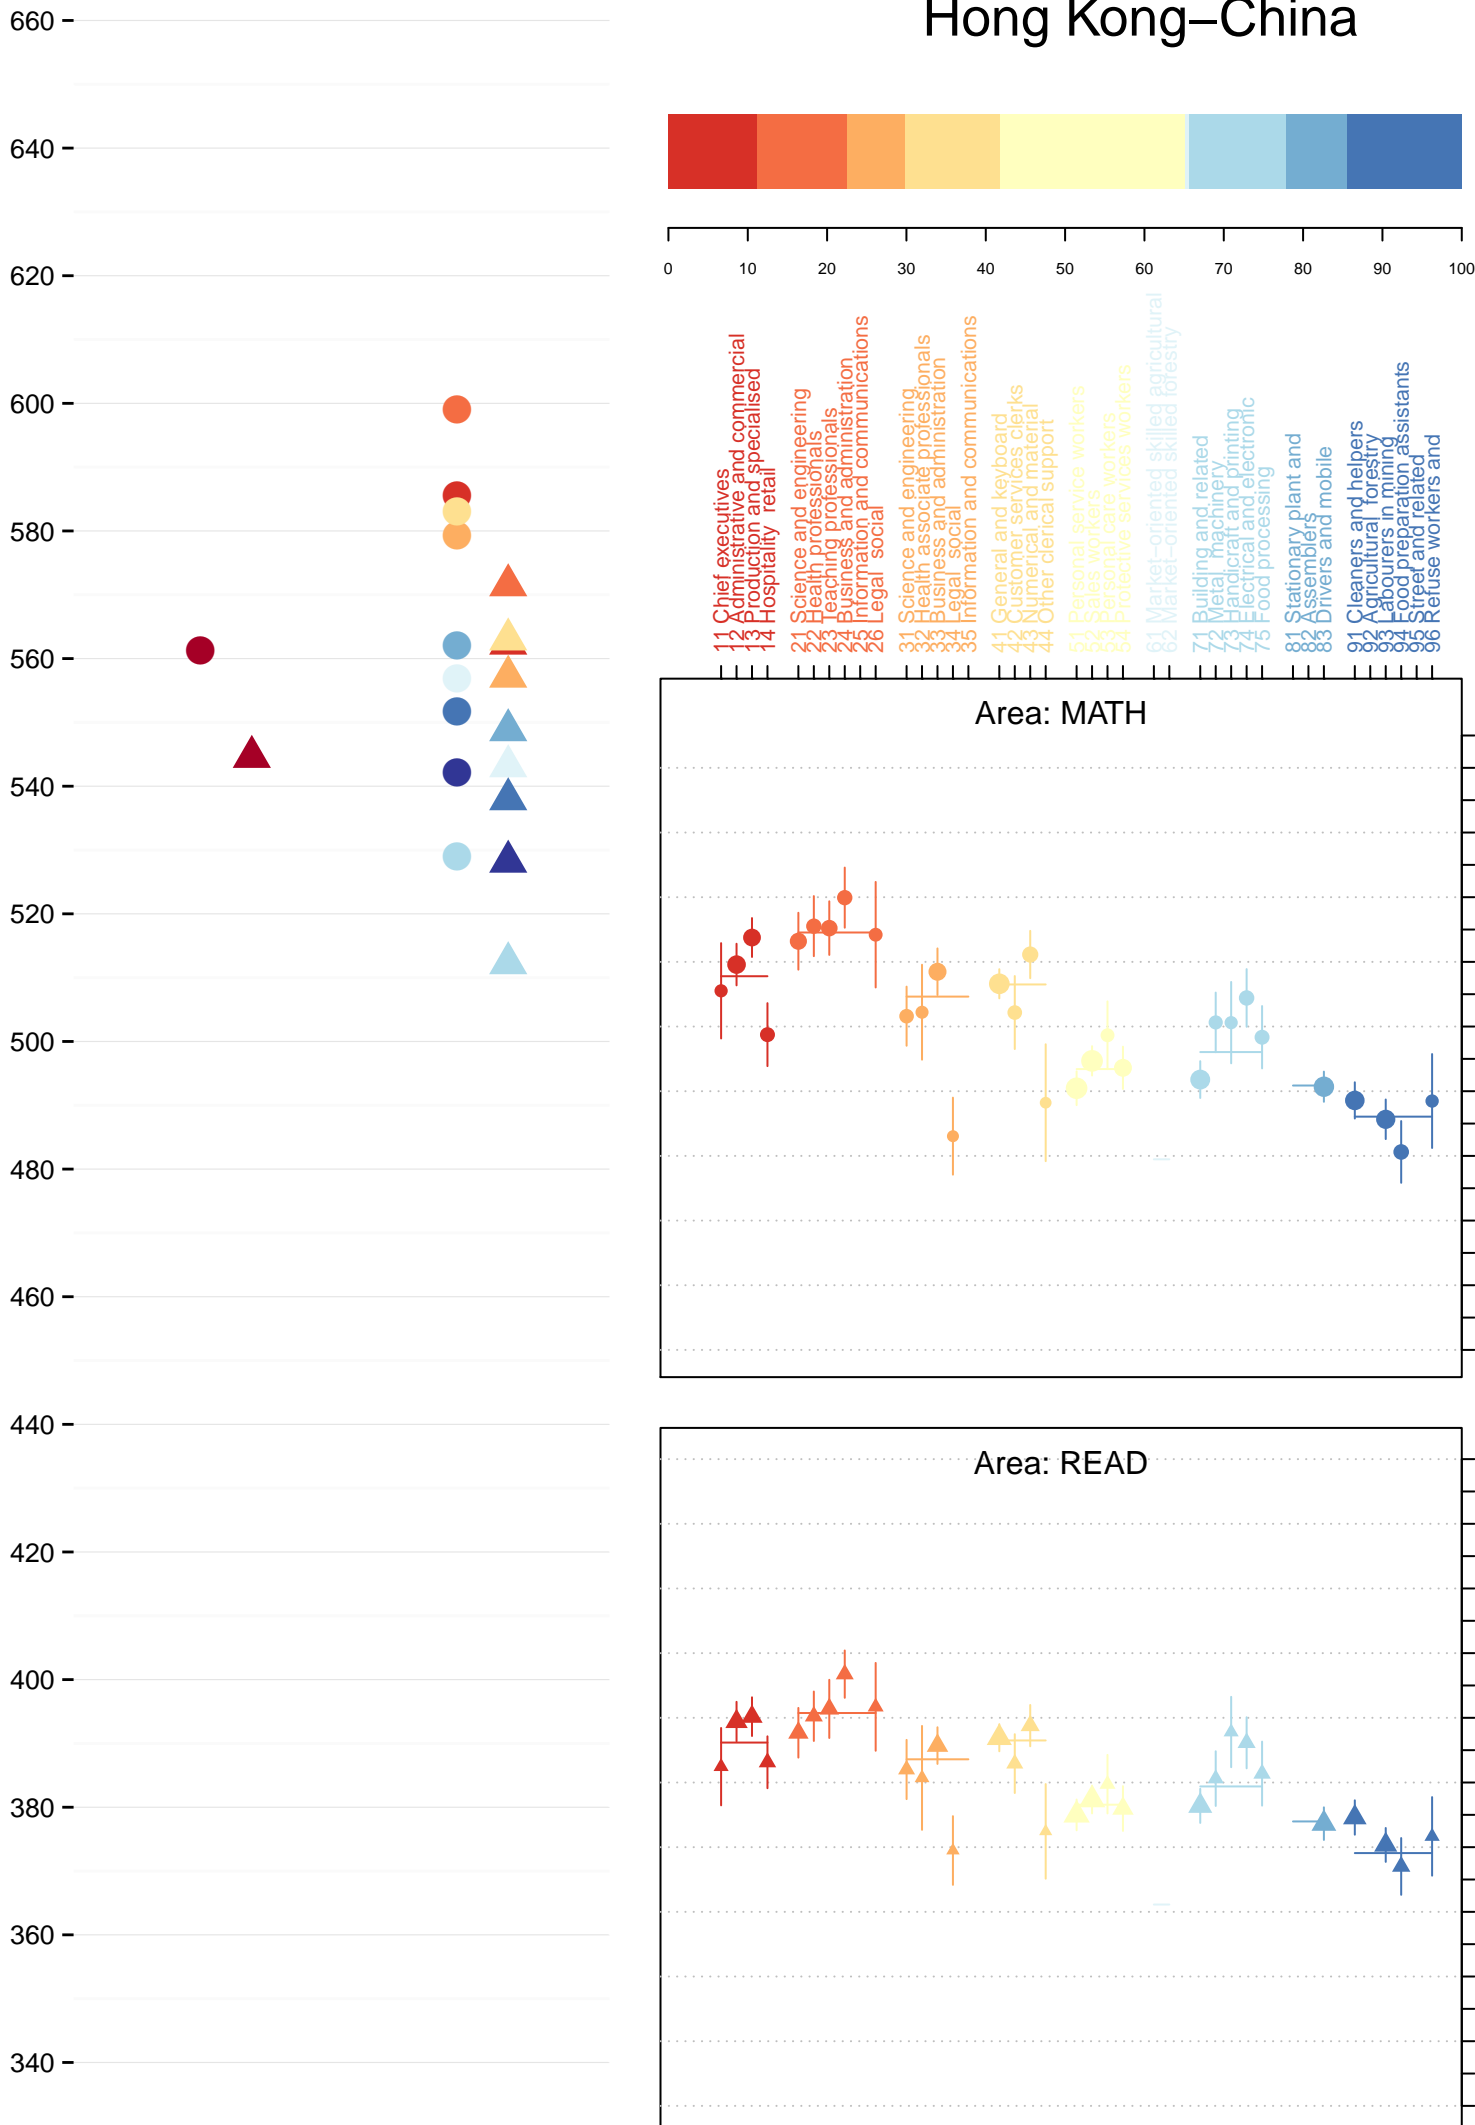 Hong Kong–China
660
640
620
600
580
560
540
520
500
480
460
440
420
400
380
360
340
0 10 20 30 40 50 60 70 80 90 100
11 Chief executives
12 Administrative and commercial
13 Production and specialised
14 Hospitality retail
21 Science and engineering
22 Health professionals
23 Teaching professionals
24 Business and administration
25 Information and communications
26 Legal social
31 Science and engineering
32 Health associate professionals
33 Business and administration
34 Legal social
35 Information and communications
41 General and keyboard
42 Customer services clerks
43 Numerical and material
44 Other clerical support
51 Personal service workers
52 Sales workers
53 Personal care workers
54 Protective services workers
61 Market–oriented skilled agricultural
62 Market–oriented skilled forestry
71 Building and related
72 Metal machinery
73 Handicraft and printing
74 Electrical and electronic
75 Food processing
81 Stationary plant and
82 Assemblers
83 Drivers and mobile
91 Cleaners and helpers
92 Agricultural forestry
93 Labourers in mining
94 Food preparation assistants
95 Street and related
96 Refuse workers and
Area: MATH
Area: READ